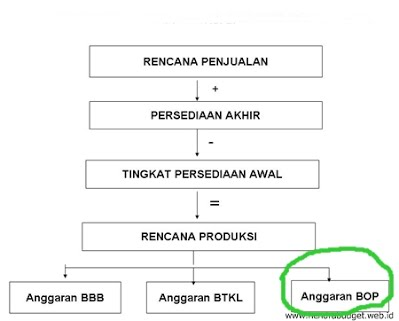 RENCANA PENJUALAN
+
PERSEDIAAN AKHIR
-
TINGKAT PERSEDIAAN AWAL
=
RENCANA PRODUKSI
Anggaran BBB
Anggaran BTKL
Anggaran BOP